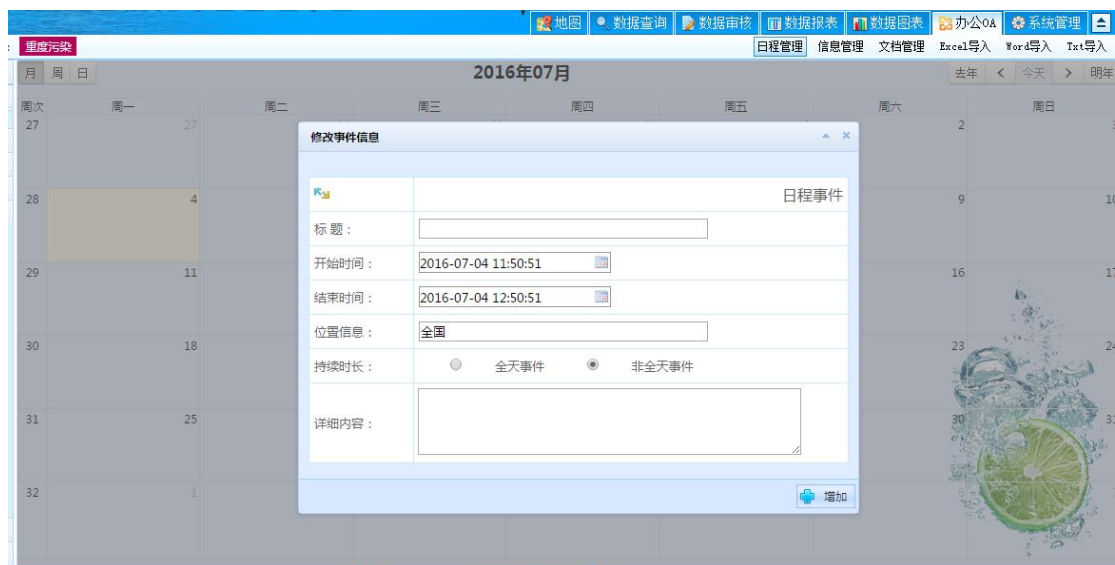 地图 数据查询 数据审核 数据报表 数据图表 办公OA 系统管理
重度污染 日程管理 信息管理 文档管理 Excel导入 Word导入 Txt导入
月 周 日 2016年07月 去年 今天 明年
周次 周一 周二 周三 周四 周五 周六 周日
27 27 2
修改事件信息
日程事件
28 4 9 10
标 题：
开始时间： 2016-07-04 11:50:51
29 11 16 17
结束时间： 2016-07-04 12:50:51
位置信息： 全国
30 18 23 24
持续时长： 全天事件 非全天事件
31 25 30
详细内容：
32 1
增加